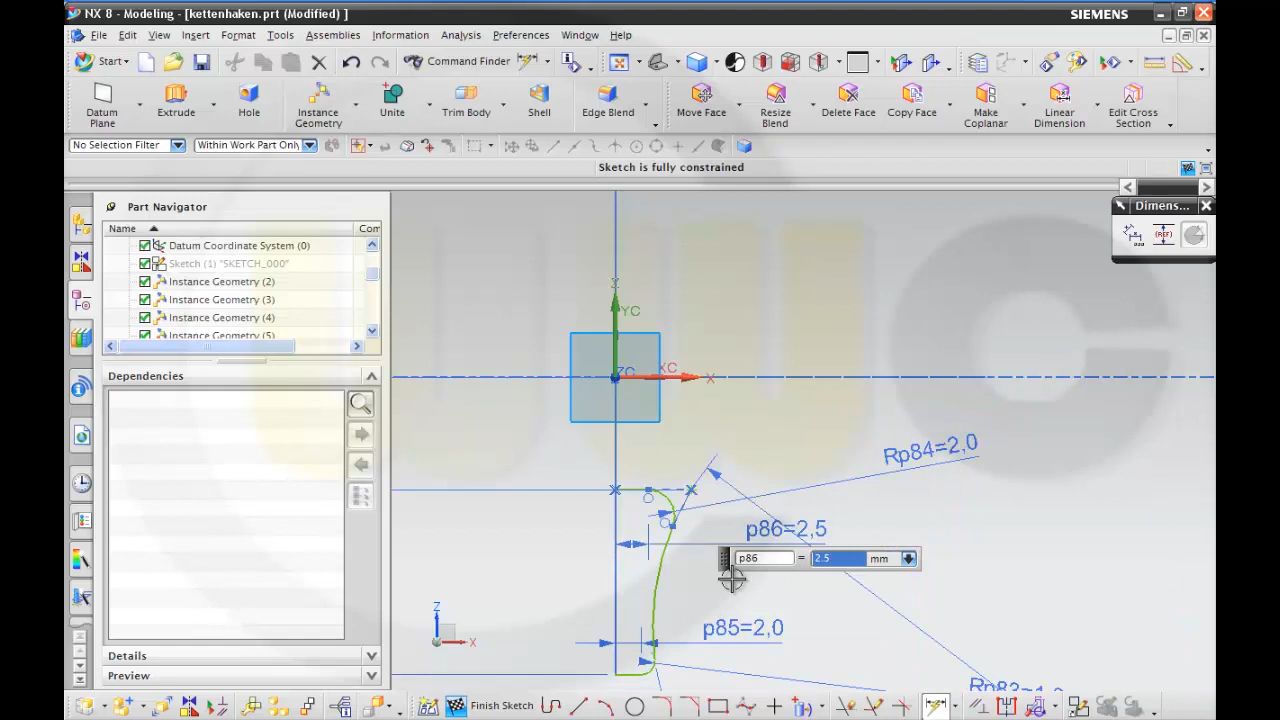 NX 8 - Modeling - [kettenhaken.prt (Modified) ]
SIEMENS
File Edit View Insert Format Tools Assemblies Information Analysis Preferences Window Help
Start Command Finder
Datum Plane Extrude Hole Instance Geometry Unite Trim Body Shell Edge Blend Move Face Resize Blend Delete Face Copy Face Make Coplanar Linear Dimension Edit Cross Section
No Selection Filter Within Work Part Only
Sketch is fully constrained
Part Navigator
Dimens...
Name Com
Datum Coordinate System (0)
Sketch (1) "SKETCH_000"
Instance Geometry (2)
Instance Geometry (3)
Instance Geometry (4)
Instance Geometry (5)
Dependencies
YC
ZC XC X
Rp84=2,0
p86=2,5
p86 = 2.5 mm
Z
X
p85=2,0
Details
Preview
Finish Sketch